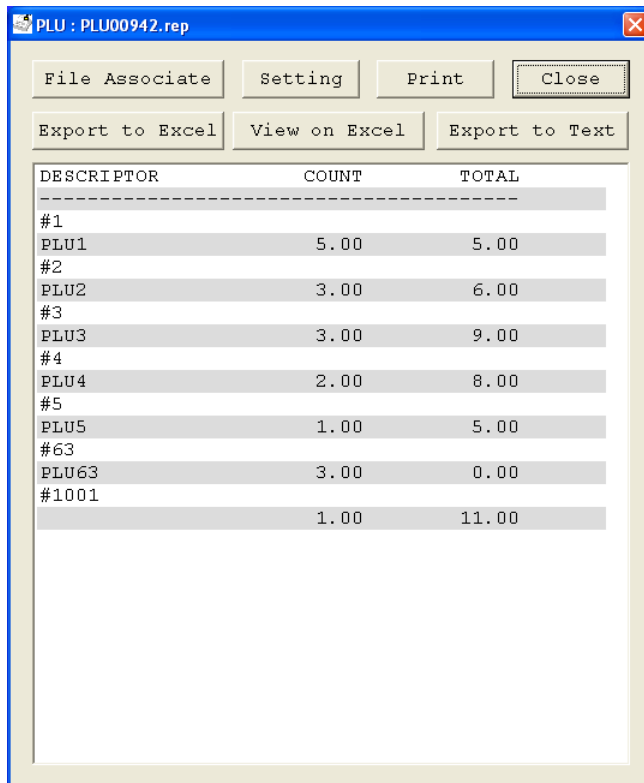 PLU : PLU00942.rep
File Associate Setting Print Close
Export to Excel View on Excel Export to Text
DESCRIPTOR COUNT TOTAL
----------------------------------------
#1
PLU1 5.00 5.00
#2
PLU2 3.00 6.00
#3
PLU3 3.00 9.00
#4
PLU4 2.00 8.00
#5
PLU5 1.00 5.00
#63
PLU63 3.00 0.00
#1001
1.00 11.00